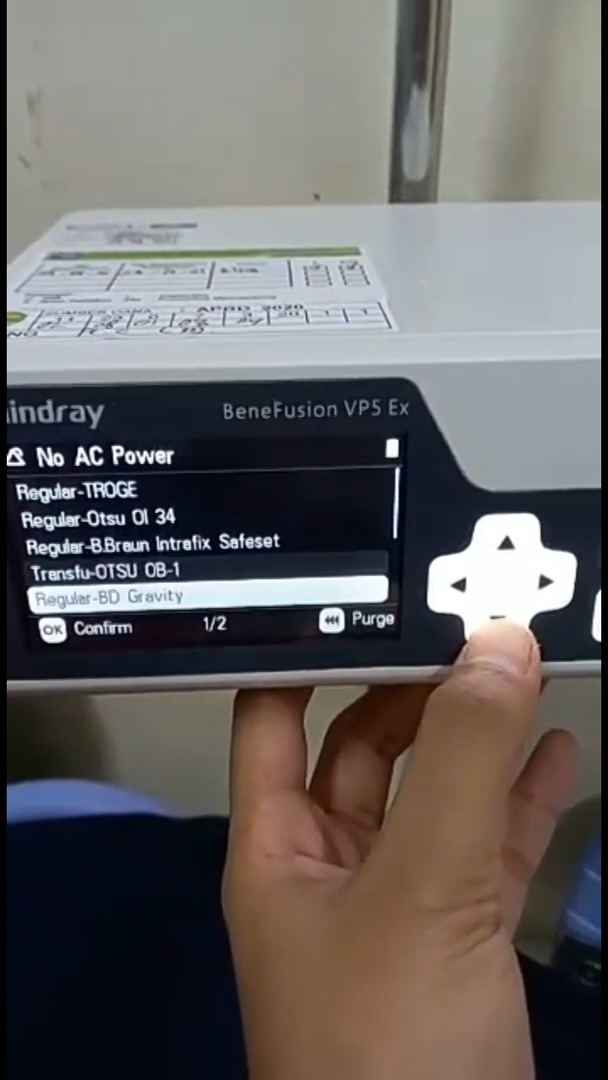 indray
BeneFusion VP5 Ex
No AC Power
Regular-TROGE
Regular-Otsu OI 34
Regular-B.Braun Intrafix Safeset
Transfu-OTSU OB-1
Regular-BD Gravity
OK Confirm 1/2 Purge